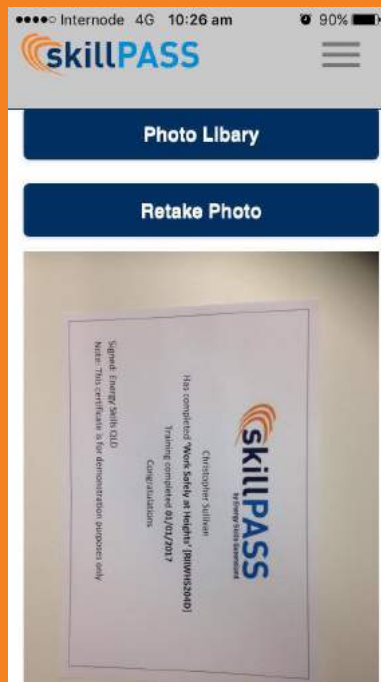 Internode 4G 10:26 am 90%
skillPASS
Photo Libary
Retake Photo
skillPASS
by Energy Skills Queensland
Christopher Sullivan
Has completed 'Work Safely at Heights' [RIIWHS204D]
Training completed 01/01/2017
Congratulations
Signed: Energy Skills QLD
Note: This certificate is for demonstration purposes only